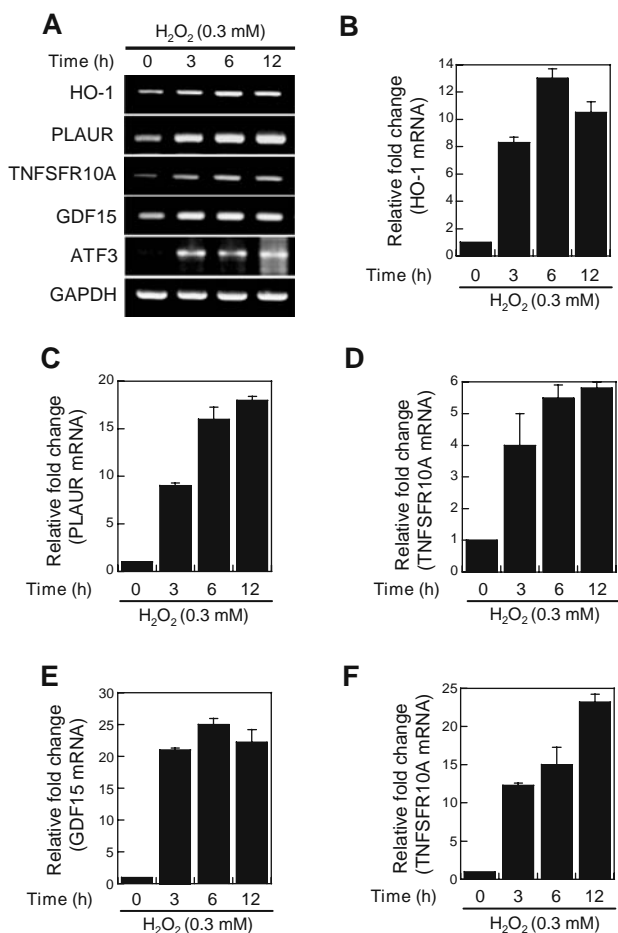 A
H₂O₂ (0.3 mM)
Time (h) 0 3 6 12
HO-1
PLAUR
TNFSFR10A
GDF15
ATF3
GAPDH
B
Relative fold change
(HO-1 mRNA)
14
12
10
8
6
4
2
0
Time (h) 0 3 6 12
H₂O₂ (0.3 mM)
C
Relative fold change
(PLAUR mRNA)
20
15
10
5
0
Time (h) 0 3 6 12
H₂O₂ (0.3 mM)
D
Relative fold change
(TNFSFR10A mRNA)
6
5
4
3
2
1
0
Time (h) 0 3 6 12
H₂O₂ (0.3 mM)
E
Relative fold change
(GDF15 mRNA)
30
25
20
15
10
5
0
Time (h) 0 3 6 12
H₂O₂ (0.3 mM)
F
Relative fold change
(TNFSFR10A mRNA)
25
20
15
10
5
0
Time (h) 0 3 6 12
H₂O₂ (0.3 mM)